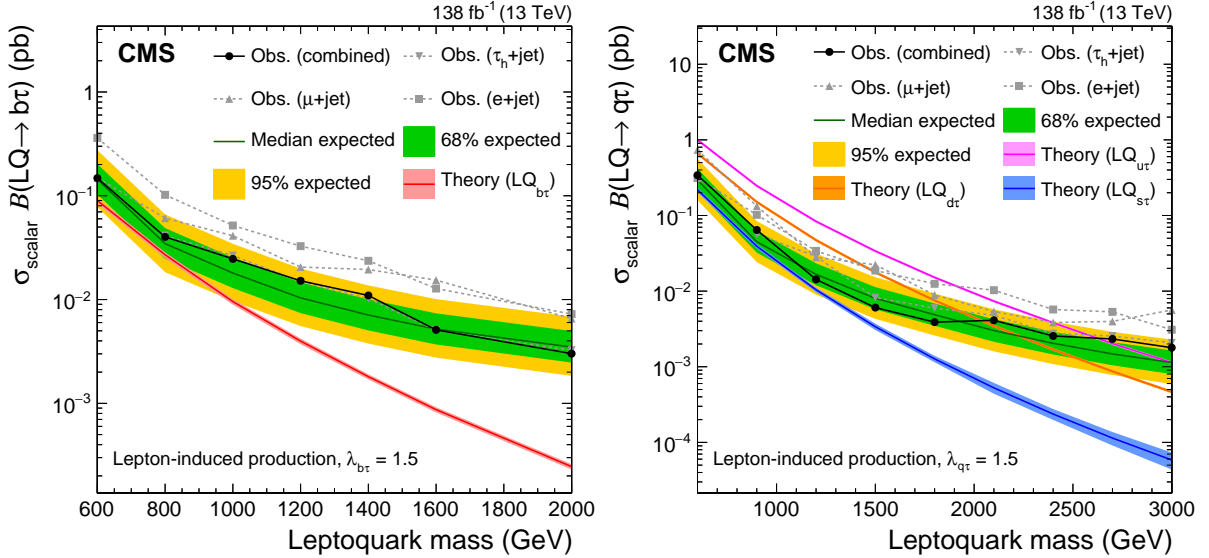 138 fb⁻¹ (13 TeV)
CMS
Obs. (combined)
Obs. (τh+jet)
Obs. (μ+jet)
Obs. (e+jet)
Median expected
68% expected
95% expected
Theory (LQbτ)
σscalar B(LQ→ bτ) (pb)
1
10⁻¹
10⁻²
10⁻³
Lepton-induced production, λbτ = 1.5
600 800 1000 1200 1400 1600 1800 2000
Leptoquark mass (GeV)
138 fb⁻¹ (13 TeV)
CMS
Obs. (combined)
Obs. (τh+jet)
Obs. (μ+jet)
Obs. (e+jet)
Median expected
68% expected
95% expected
Theory (LQuτ)
Theory (LQdτ)
Theory (LQsτ)
σscalar B(LQ→ qτ) (pb)
10
1
10⁻¹
10⁻²
10⁻³
10⁻⁴
Lepton-induced production, λqτ = 1.5
1000 1500 2000 2500 3000
Leptoquark mass (GeV)